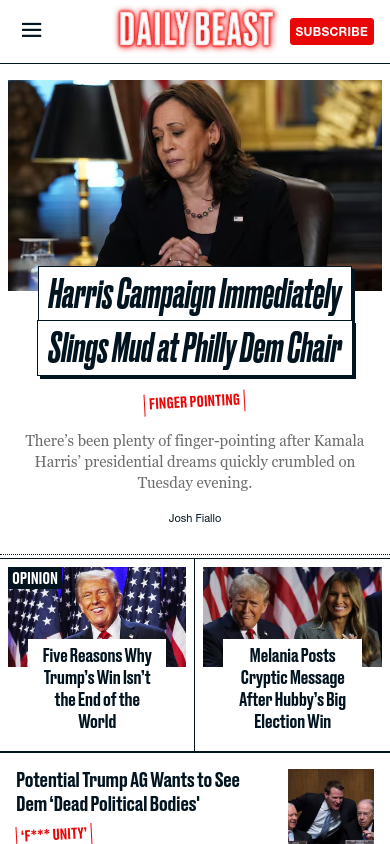 DAILY BEAST
SUBSCRIBE
Harris Campaign Immediately
Slings Mud at Philly Dem Chair
FINGER POINTING
There’s been plenty of finger-pointing after Kamala
Harris’ presidential dreams quickly crumbled on
Tuesday evening.
Josh Fiallo
OPINION
Five Reasons Why
Trump’s Win Isn’t
the End of the
World
Melania Posts
Cryptic Message
After Hubby’s Big
Election Win
Potential Trump AG Wants to See
Dem ‘Dead Political Bodies'
‘F*** UNITY’